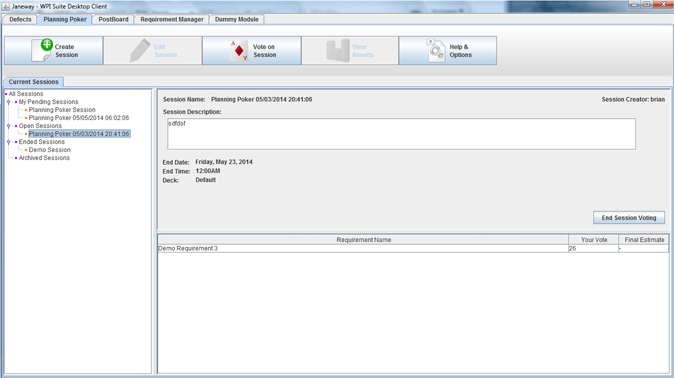 Janeway - WPI Suite Desktop Client
Defects Planning Poker PostBoard Requirement Manager Dummy Module
Create Session
Edit Session
Vote on Session
View Results
Help & Options
Current Sessions
All Sessions
My Pending Sessions
Planning Poker Session
Planning Poker 05/05/2014 06:02:06
Open Sessions
Planning Poker 05/03/2014 20:41:06
Ended Sessions
Demo Session
Archived Sessions
Session Name: Planning Poker 05/03/2014 20:41:06 Session Creator: brian
Session Description:
sdfdsf
End Date: Friday, May 23, 2014
End Time: 12:00AM
Deck: Default
End Session Voting
Requirement Name Your Vote Final Estimate
Demo Requirement 3 26 -